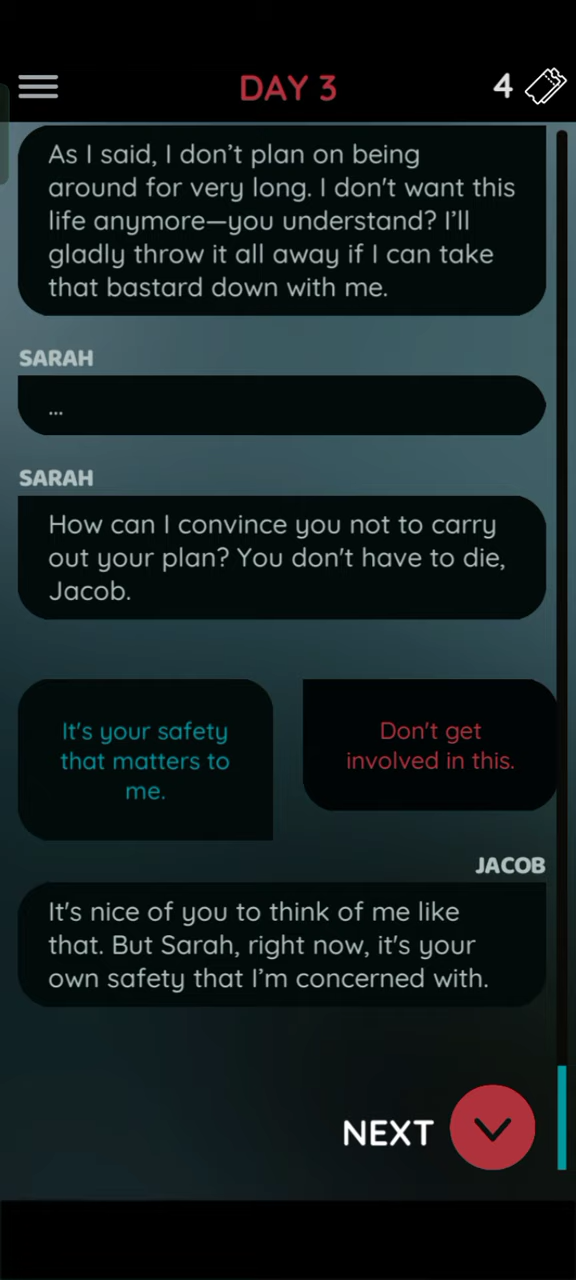 DAY 3
4
As I said, I don’t plan on being
around for very long. I don't want this
life anymore—you understand? I’ll
gladly throw it all away if I can take
that bastard down with me.
SARAH
...
SARAH
How can I convince you not to carry
out your plan? You don't have to die,
Jacob.
It's your safety
that matters to
me.
Don't get
involved in this.
JACOB
It's nice of you to think of me like
that. But Sarah, right now, it's your
own safety that I’m concerned with.
NEXT